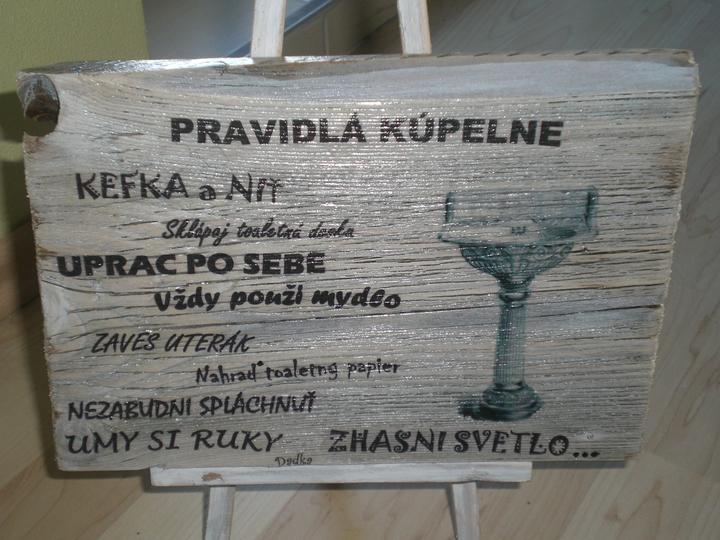 PRAVIDLÁ KÚPELNE
KEFKA a NIŤ
Sklápaj toaletnú dosku
UPRAC PO SEBE
Vždy použi mydlo
ZAVES UTERÁK
Nahraď toaletný papier
NEZABUDNI SPLÁCHNUŤ
UMY SI RUKY ZHASNI SVETLO...
Dadka